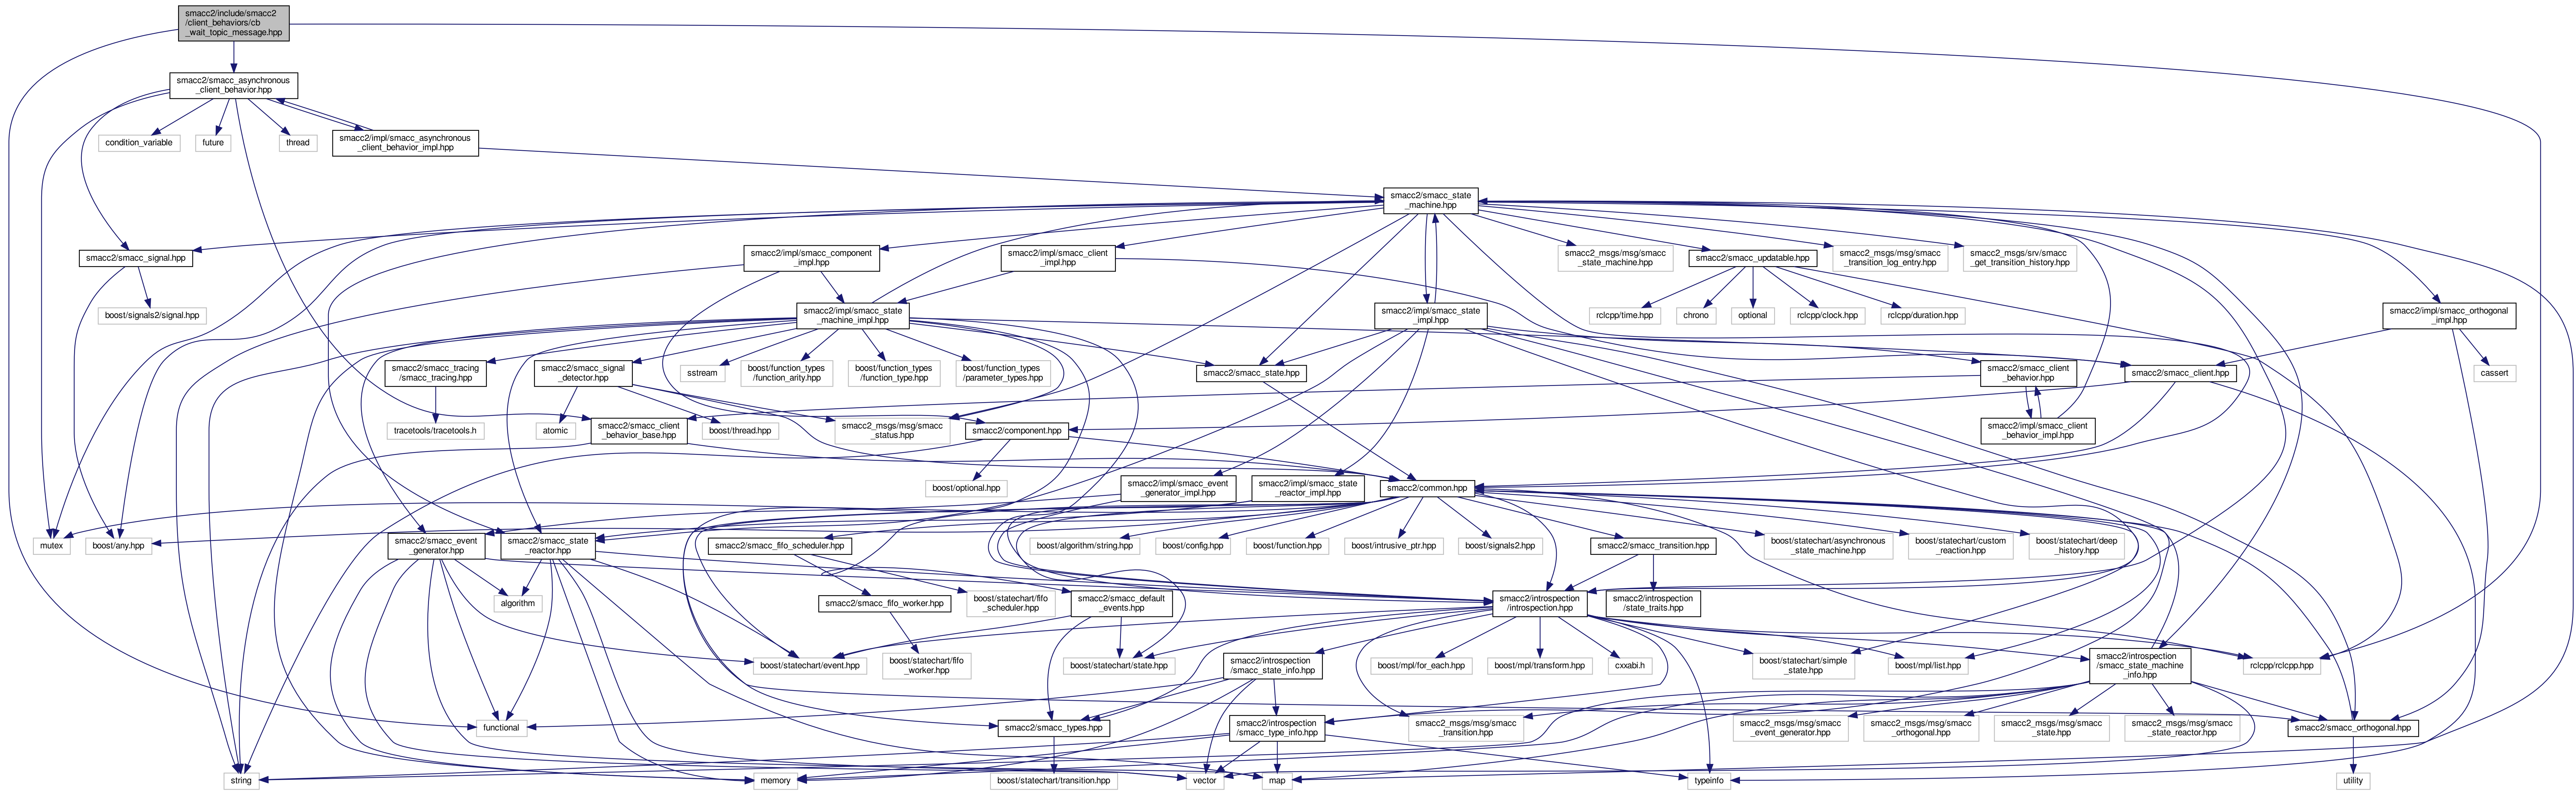 smacc2/include/smacc2
/client_behaviors/cb
_wait_topic_message.hpp
smacc2/smacc_asynchronous
_client_behavior.hpp
condition_variable
future
thread
smacc2/impl/smacc_asynchronous
_client_behavior_impl.hpp
smacc2/smacc_state
_machine.hpp
smacc2/smacc_signal.hpp
smacc2/impl/smacc_component
_impl.hpp
smacc2/impl/smacc_client
_impl.hpp
smacc2_msgs/msg/smacc
_state_machine.hpp
smacc2/smacc_updatable.hpp
smacc2_msgs/msg/smacc
_transition_log_entry.hpp
smacc2_msgs/srv/smacc
_get_transition_history.hpp
boost/signals2/signal.hpp
smacc2/impl/smacc_state
_machine_impl.hpp
smacc2/impl/smacc_state
_impl.hpp
rclcpp/time.hpp
chrono
optional
rclcpp/clock.hpp
rclcpp/duration.hpp
smacc2/impl/smacc_orthogonal
_impl.hpp
smacc2/smacc_tracing
/smacc_tracing.hpp
smacc2/smacc_signal
_detector.hpp
sstream
boost/function_types
/function_arity.hpp
boost/function_types
/function_type.hpp
boost/function_types
/parameter_types.hpp
smacc2/smacc_state.hpp
smacc2/smacc_client
_behavior.hpp
smacc2/smacc_client.hpp
cassert
tracetools/tracetools.h
atomic
smacc2/smacc_client
_behavior_base.hpp
boost/thread.hpp
smacc2_msgs/msg/smacc
_status.hpp
smacc2/component.hpp
smacc2/impl/smacc_client
_behavior_impl.hpp
boost/optional.hpp
smacc2/impl/smacc_event
_generator_impl.hpp
smacc2/impl/smacc_state
_reactor_impl.hpp
smacc2/common.hpp
mutex
boost/any.hpp
smacc2/smacc_event
_generator.hpp
smacc2/smacc_state
_reactor.hpp
smacc2/smacc_fifo_scheduler.hpp
boost/algorithm/string.hpp
boost/config.hpp
boost/function.hpp
boost/intrusive_ptr.hpp
boost/signals2.hpp
smacc2/smacc_transition.hpp
boost/statechart/asynchronous
_state_machine.hpp
boost/statechart/custom
_reaction.hpp
boost/statechart/deep
_history.hpp
algorithm
smacc2/smacc_fifo_worker.hpp
boost/statechart/fifo
_scheduler.hpp
smacc2/smacc_default
_events.hpp
smacc2/introspection
/introspection.hpp
smacc2/introspection
/state_traits.hpp
boost/statechart/event.hpp
boost/statechart/fifo
_worker.hpp
boost/statechart/state.hpp
smacc2/introspection
/smacc_state_info.hpp
boost/mpl/for_each.hpp
boost/mpl/transform.hpp
cxxabi.h
boost/statechart/simple
_state.hpp
boost/mpl/list.hpp
smacc2/introspection
/smacc_state_machine
_info.hpp
rclcpp/rclcpp.hpp
functional
smacc2/smacc_types.hpp
smacc2/introspection
/smacc_type_info.hpp
smacc2_msgs/msg/smacc
_transition.hpp
smacc2_msgs/msg/smacc
_event_generator.hpp
smacc2_msgs/msg/smacc
_orthogonal.hpp
smacc2_msgs/msg/smacc
_state.hpp
smacc2_msgs/msg/smacc
_state_reactor.hpp
smacc2/smacc_orthogonal.hpp
string
memory
boost/statechart/transition.hpp
vector
map
typeinfo
utility